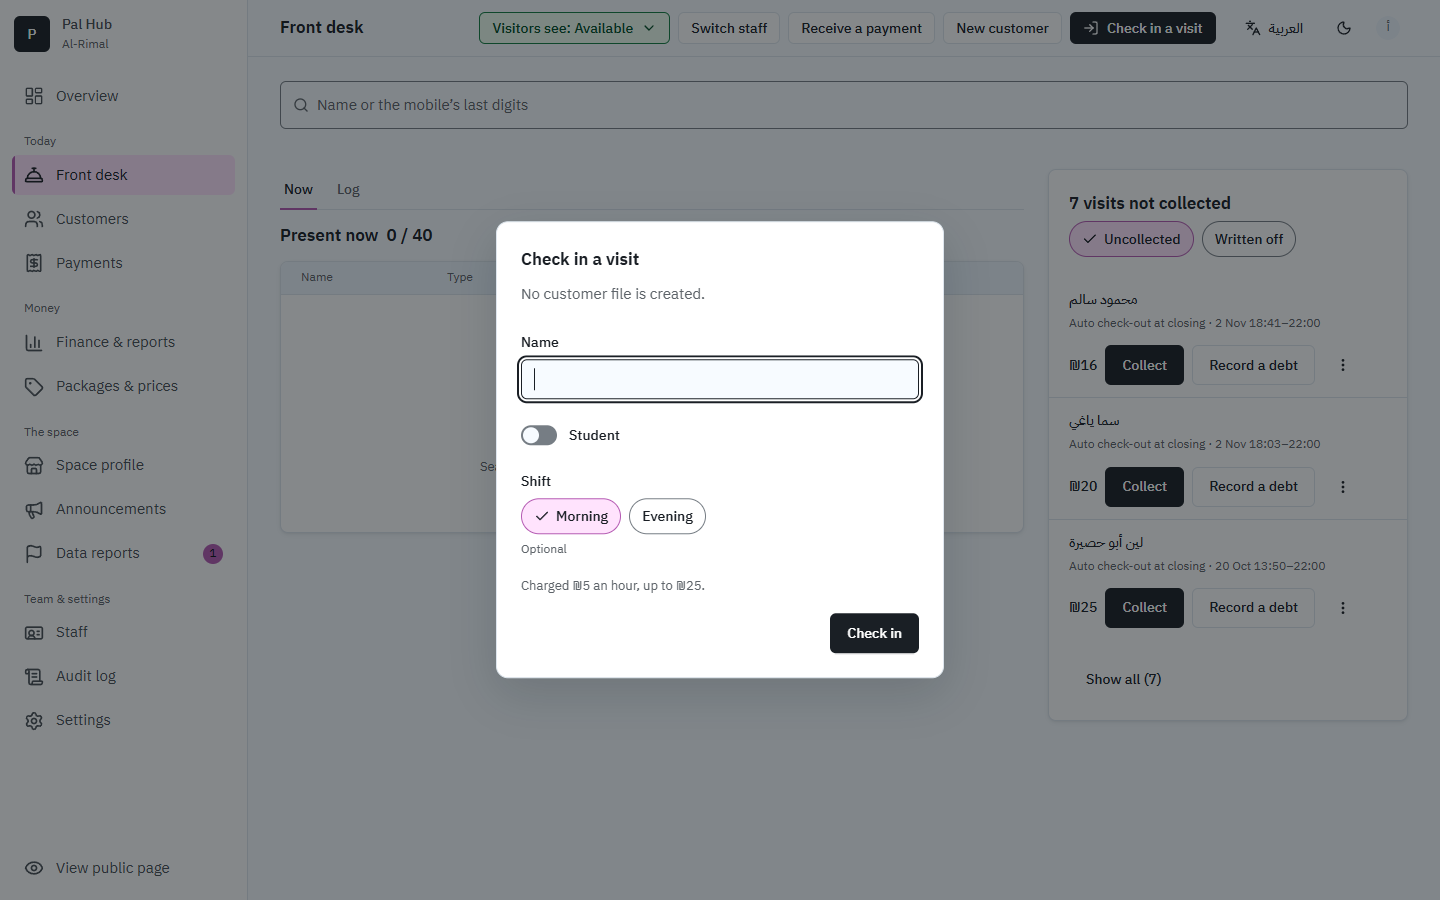 P
Pal Hub
Al-Rimal
Overview
Today
Front desk
Customers
Payments
Money
Finance & reports
Packages & prices
The space
Space profile
Announcements
Data reports
1
Team & settings
Staff
Audit log
Settings
View public page
Front desk
Visitors see: Available
Switch staff
Receive a payment
New customer
Check in a visit
العربية
أ
Name or the mobile’s last digits
Now
Log
Present now 0 / 40
Name
Type
Check in a visit
No customer file is created.
Name
Student
Shift
Morning
Evening
Optional
Charged ₪5 an hour, up to ₪25.
Check in
7 visits not collected
Uncollected
Written off
محمود سالم
Auto check-out at closing · 2 Nov 18:41–22:00
₪16
Collect
Record a debt
سما ياغي
Auto check-out at closing · 2 Nov 18:03–22:00
₪20
Collect
Record a debt
لين أبو حصيرة
Auto check-out at closing · 20 Oct 13:50–22:00
₪25
Collect
Record a debt
Show all (7)